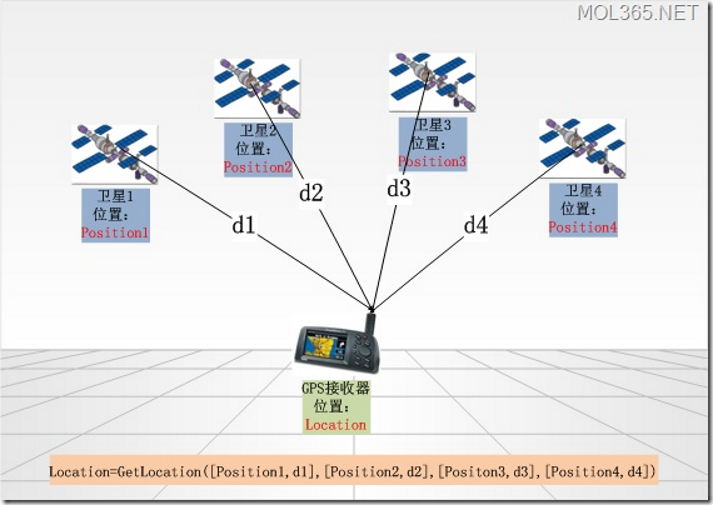 MOL365.NET
卫星2
位置：
Position2
卫星3
位置：
Position3
卫星1
位置：
Position1
卫星4
位置：
Position4
d1
d2
d3
d4
GPS接收器
位置：
Location
Location=GetLocation([Position1,d1],[Position2,d2],[Positon3,d3],[Position4,d4])